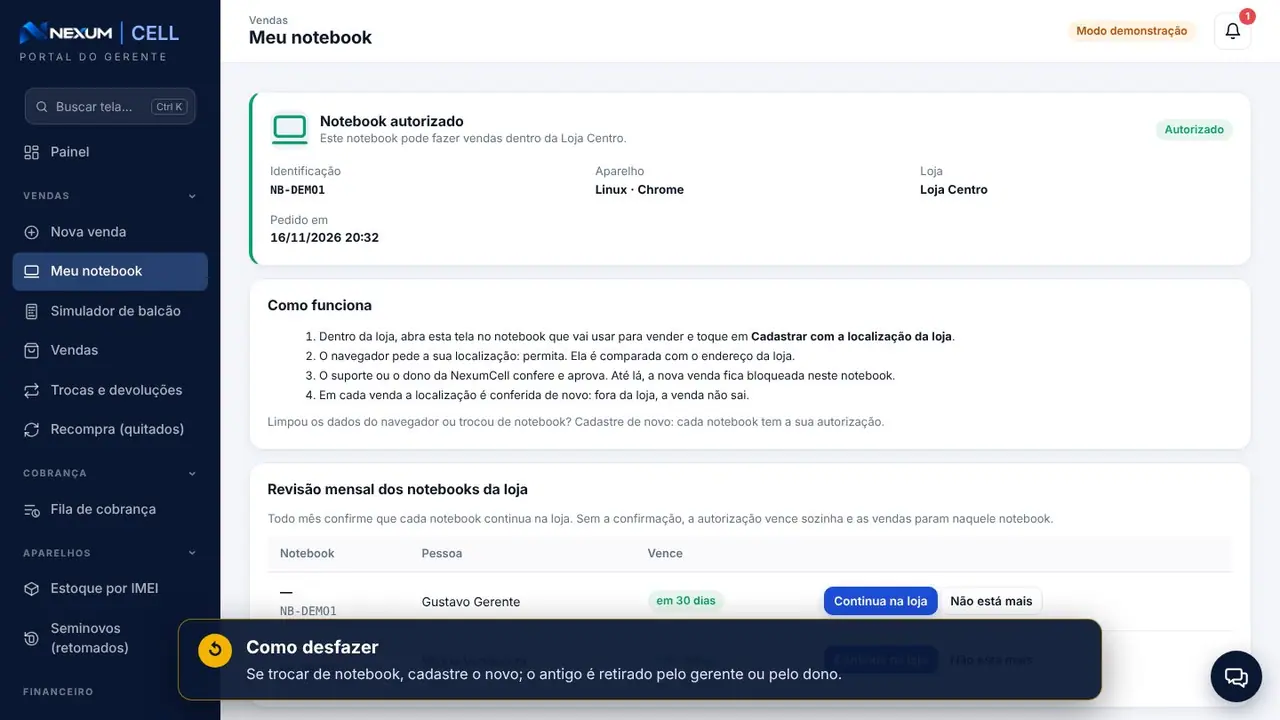 NEXUM | CELL
PORTAL DO GERENTE
Buscar tela... Ctrl K
Painel
VENDAS
Nova venda
Meu notebook
Simulador de balcão
Vendas
Trocas e devoluções
Recompra (quitados)
COBRANÇA
Fila de cobrança
APARELHOS
Estoque por IMEI
Seminovos
(retomados)
FINANCEIRO
Vendas
Meu notebook
Modo demonstração
1
Notebook autorizado
Este notebook pode fazer vendas dentro da Loja Centro.
Autorizado
Identificação Aparelho Loja
NB-DEMO1 Linux · Chrome Loja Centro
Pedido em
16/11/2026 20:32
Como funciona
1. Dentro da loja, abra esta tela no notebook que vai usar para vender e toque em Cadastrar com a localização da loja.
2. O navegador pede a sua localização: permita. Ela é comparada com o endereço da loja.
3. O suporte ou o dono da NexumCell confere e aprova. Até lá, a nova venda fica bloqueada neste notebook.
4. Em cada venda a localização é conferida de novo: fora da loja, a venda não sai.
Limpou os dados do navegador ou trocou de notebook? Cadastre de novo: cada notebook tem a sua autorização.
Revisão mensal dos notebooks da loja
Todo mês confirme que cada notebook continua na loja. Sem a confirmação, a autorização vence sozinha e as vendas param naquele notebook.
Notebook Pessoa Vence
—
NB-DEMO1 Gustavo Gerente em 30 dias Continua na loja Não está mais
Continua na loja Não está mais
Como desfazer
Se trocar de notebook, cadastre o novo; o antigo é retirado pelo gerente ou pelo dono.